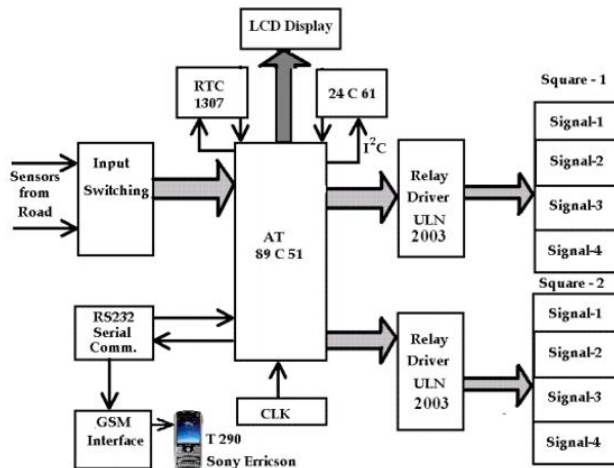 LCD Display
RTC
1307
24 C 61
I²C
Square - 1
Signal-1
Signal-2
Signal-3
Signal-4
Sensors
from
Road
Input
Switching
AT
89 C 51
Relay
Driver
ULN
2003
Square - 2
Signal-1
Signal-2
Signal-3
Signal-4
RS232
Serial
Comm.
Relay
Driver
ULN
2003
CLK
GSM
Interface
T 290
Sony Erricson